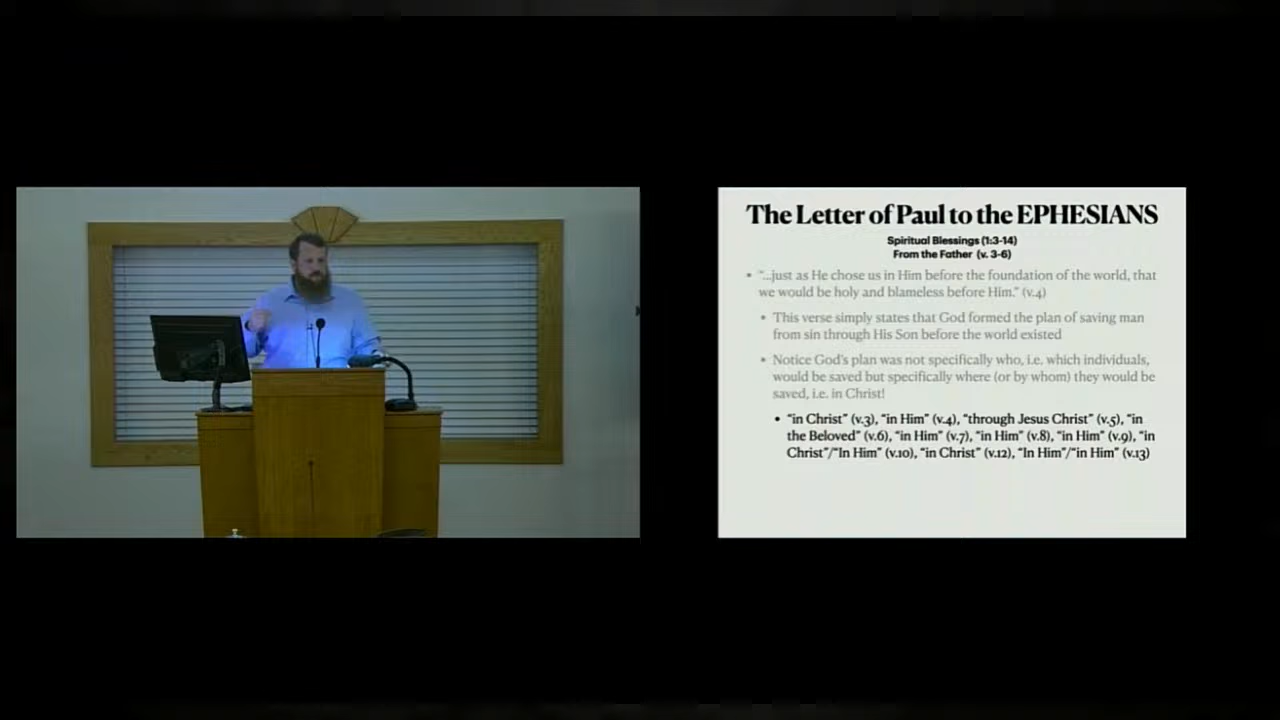 The Letter of Paul to the EPHESIANS
Spiritual Blessings (1:3-14)
From the Father (v. 3-6)
• “...just as He chose us in Him before the foundation of the world, that
we would be holy and blameless before Him.” (v.4)
• This verse simply states that God formed the plan of saving man
from sin through His Son before the world existed
• Notice God's plan was not specifically who, i.e. which individuals,
would be saved but specifically where (or by whom) they would be
saved, i.e. in Christ!
• “in Christ” (v.3), “in Him” (v.4), “through Jesus Christ” (v.5), “in
the Beloved” (v.6), “in Him” (v.7), “in Him” (v.8), “in Him” (v.9), “in
Christ”/“In Him” (v.10), “in Christ” (v.12), “In Him”/“in Him” (v.13)